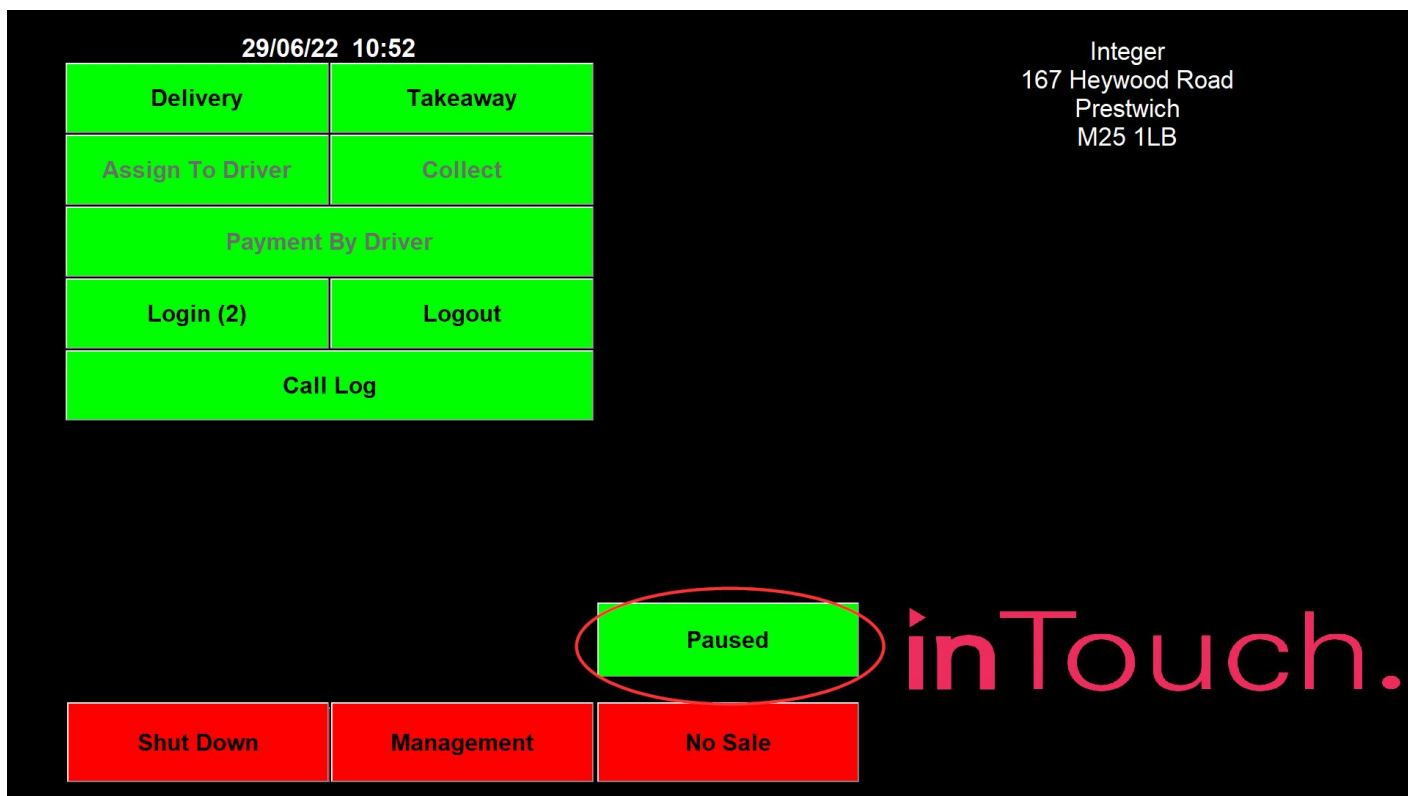 29/06/22 10:52
Delivery
Takeaway
Assign To Driver
Collect
Payment By Driver
Login (2)
Logout
Call Log
Integer
167 Heywood Road
Prestwich
M25 1LB
Paused
inTouch.
Shut Down
Management
No Sale